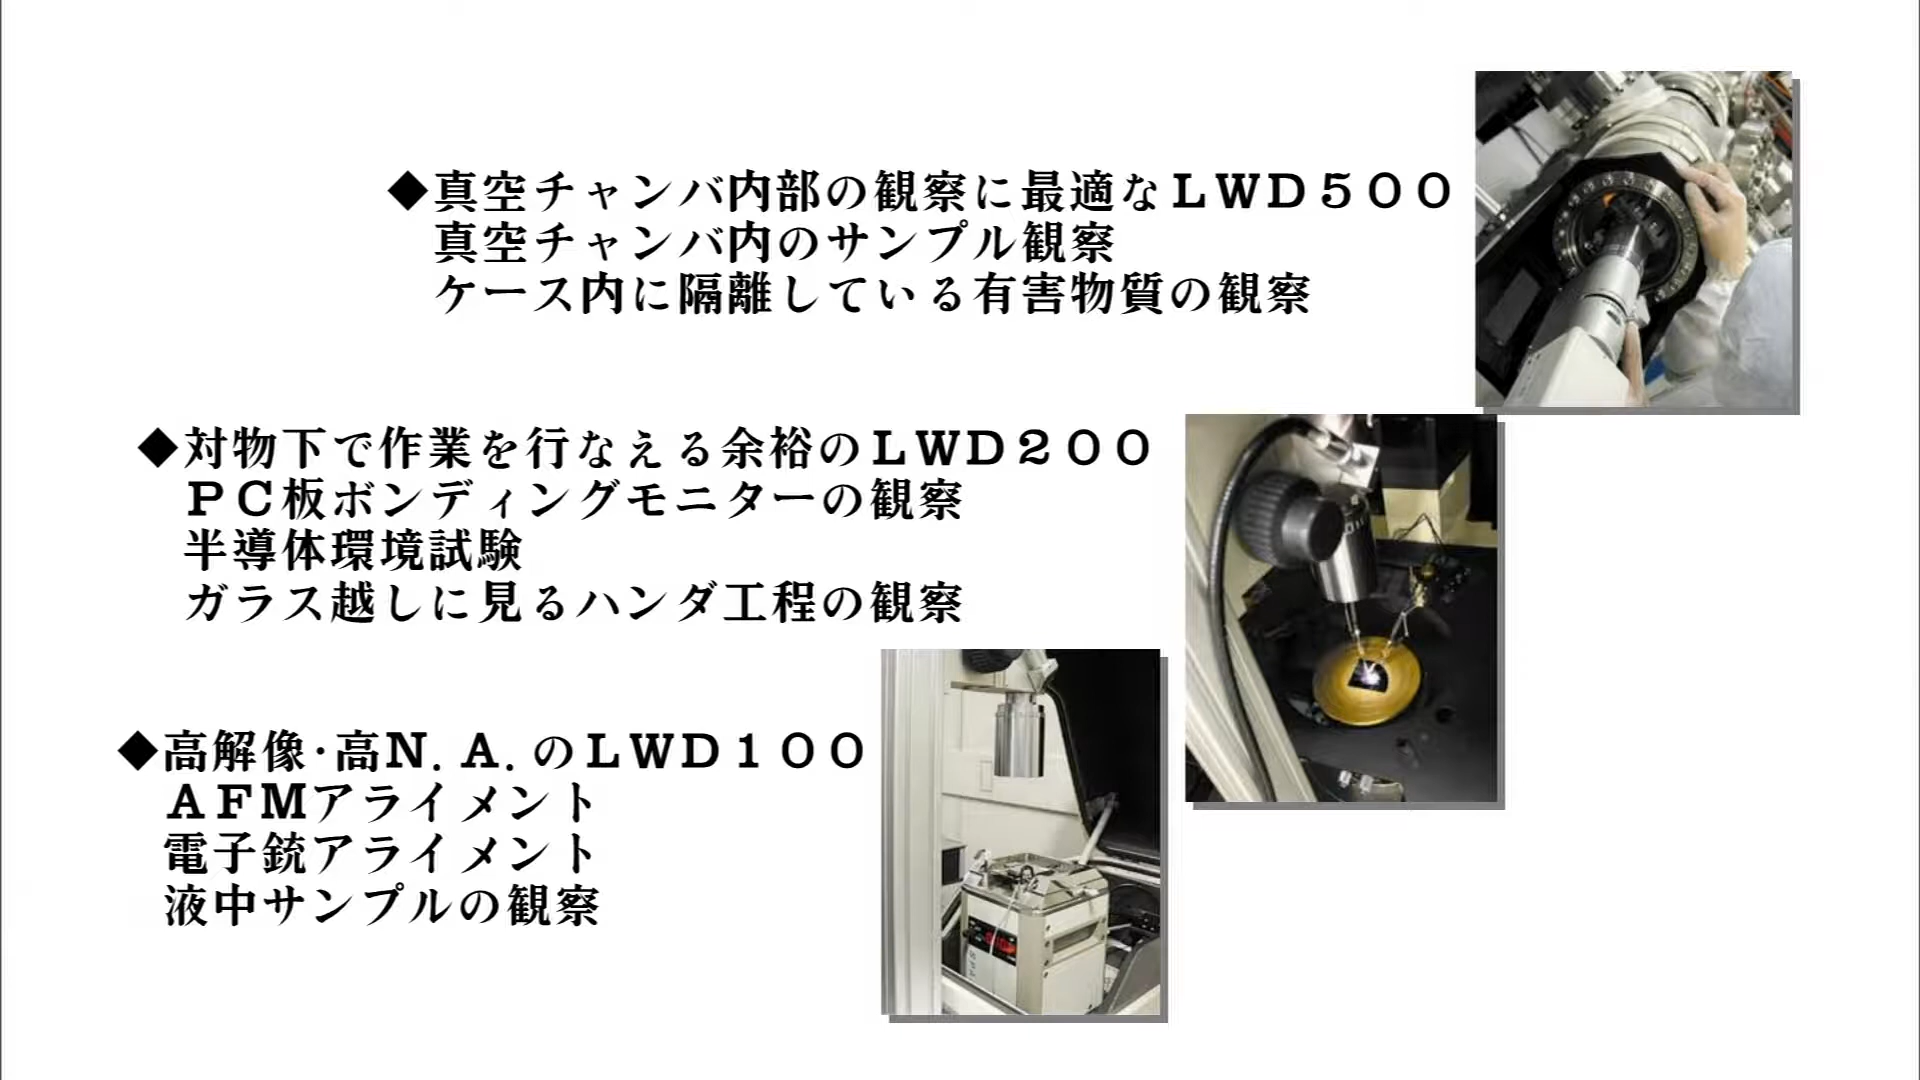 ◆真空チャンバ内部の観察に最適なＬＷＤ５００
真空チャンバ内のサンプル観察
ケース内に隔離している有害物質の観察
◆対物下で作業を行なえる余裕のＬＷＤ２００
ＰＣ板ボンディングモニターの観察
半導体環境試験
ガラス越しに見るハンダ工程の観察
◆高解像·高Ｎ.Ａ.のＬＷＤ１００
ＡＦＭアライメント
電子銃アライメント
液中サンプルの観察